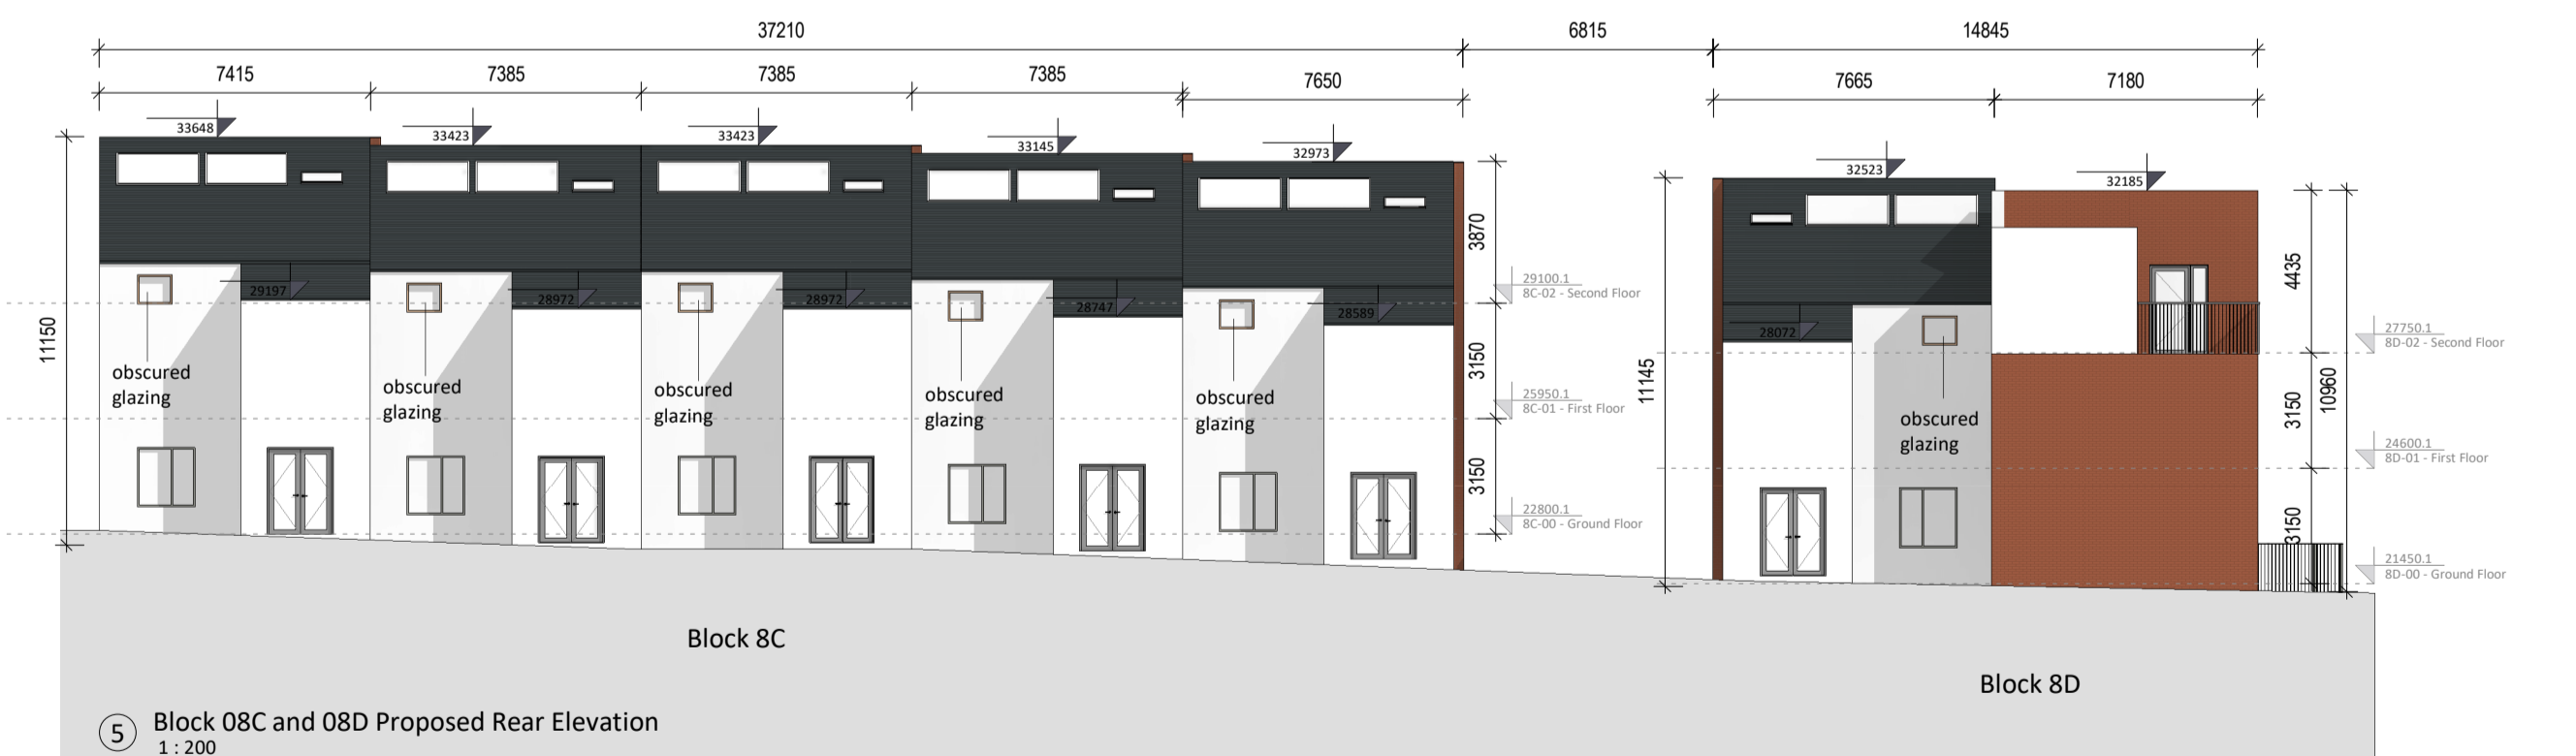 37210
6815
14845
7415
7385
7385
7385
7650
7665
7180
33648
33423
33423
33145
32973
32523
32185
29197
28972
28972
28747
28589
28072
11150
3870
3150
3150
11145
4435
3150
3150
10960
29100.1
8C-02 - Second Floor
25950.1
8C-01 - First Floor
22800.1
8C-00 - Ground Floor
27750.1
8D-02 - Second Floor
24600.1
8D-01 - First Floor
21450.1
8D-00 - Ground Floor
obscured
glazing
obscured
glazing
obscured
glazing
obscured
glazing
obscured
glazing
obscured
glazing
Block 8C
Block 8D
5 Block 08C and 08D Proposed Rear Elevation
1 : 200